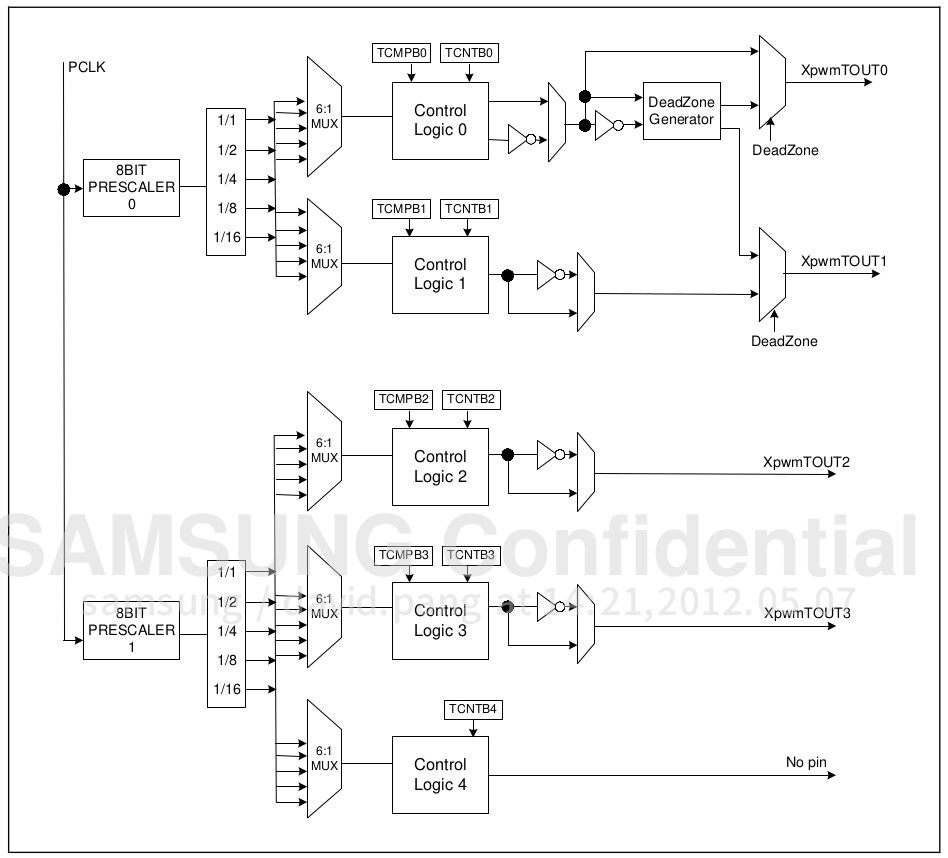 PCLK
8BIT
PRESCALER
0
1/1
1/2
1/4
1/8
1/16
6:1
MUX
TCMPB0
TCNTB0
Control
Logic 0
DeadZone
Generator
XpwmTOUT0
DeadZone
6:1
MUX
TCMPB1
TCNTB1
Control
Logic 1
XpwmTOUT1
DeadZone
6:1
MUX
TCMPB2
TCNTB2
Control
Logic 2
XpwmTOUT2
SAMSUNG Confidential
samsung / david.pang at 14:21,2012.05.07
8BIT
PRESCALER
1
1/1
1/2
1/4
1/8
1/16
6:1
MUX
TCMPB3
TCNTB3
Control
Logic 3
XpwmTOUT3
6:1
MUX
TCNTB4
Control
Logic 4
No pin